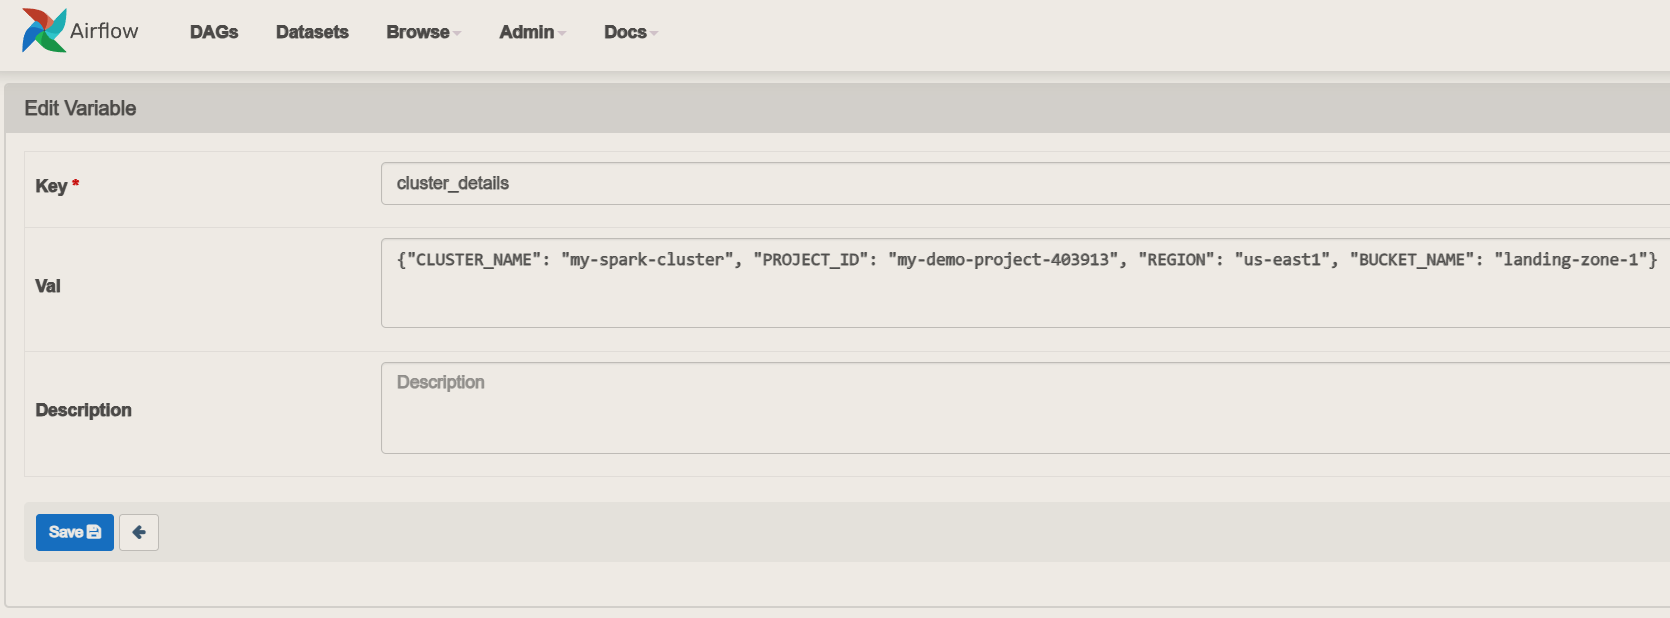 Airflow DAGs Datasets Browse Admin Docs
Edit Variable
Key * cluster_details
Val {"CLUSTER_NAME": "my-spark-cluster", "PROJECT_ID": "my-demo-project-403913", "REGION": "us-east1", "BUCKET_NAME": "landing-zone-1"}
Description Description
Save